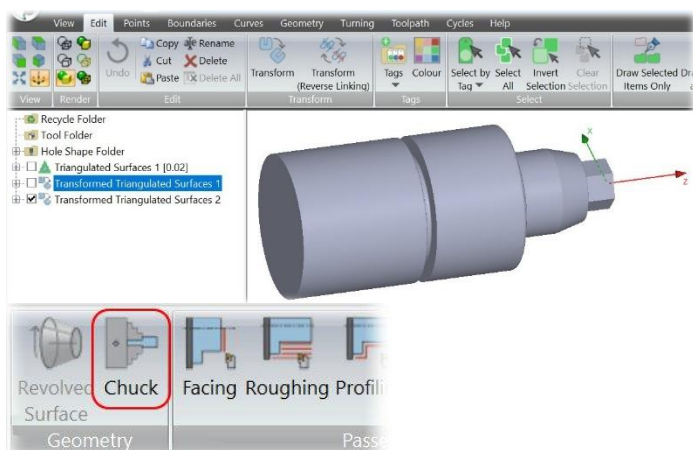 View Edit Points Boundaries Curves Geometry Turning Toolpath Cycles Help
Undo
Copy
Rename
Cut
Delete
Paste
Delete All
Transform
Transform
(Reverse Linking)
Tags
Colour
Select by
Tag
Select
All
Invert
Selection
Clear
Selection
Draw Selected
Items Only
View Render Edit Transform Tags Select
Recycle Folder
Tool Folder
Hole Shape Folder
Triangulated Surfaces 1 [0.02]
Transformed Triangulated Surfaces 1
Transformed Triangulated Surfaces 2
x
z
Revolved
Surface
Chuck
Facing Roughing
Geometry